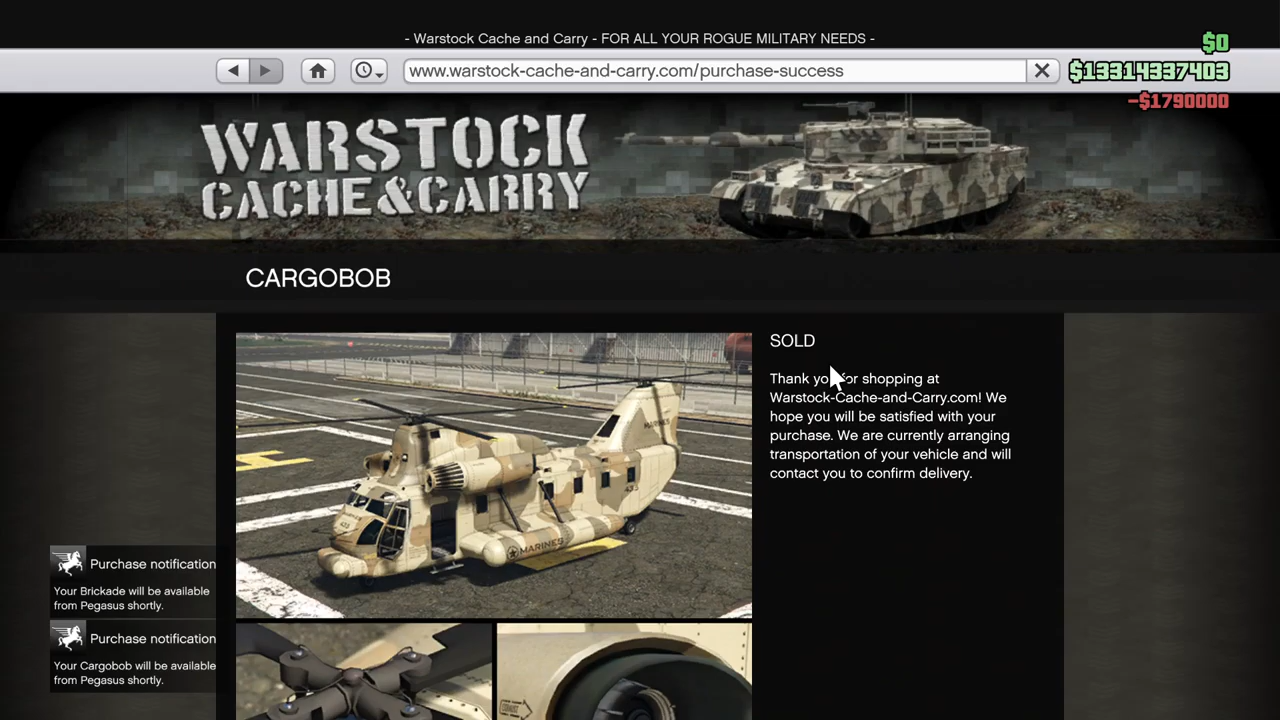 - Warstock Cache and Carry - FOR ALL YOUR ROGUE MILITARY NEEDS -
$0
www.warstock-cache-and-carry.com/purchase-success
$13314337403
-$1790000
WARSTOCK
CACHE&CARRY
CARGOBOB
SOLD
Thank you for shopping at
Warstock-Cache-and-Carry.com! We
hope you will be satisfied with your
purchase. We are currently arranging
transportation of your vehicle and will
contact you to confirm delivery.
MARINES
MARINES
Purchase notification
Your Brickade will be available
from Pegasus shortly.
Purchase notification
Your Cargobob will be available
from Pegasus shortly.